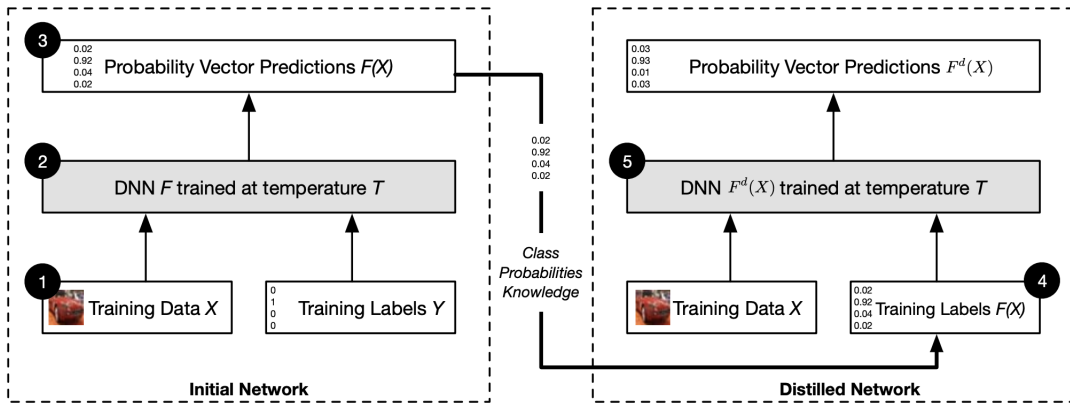 3
0.02
0.92
0.04
0.02
Probability Vector Predictions F(X)
2
DNN F trained at temperature T
1
Training Data X
0
1
0
0
Training Labels Y
Initial Network
0.02
0.92
0.04
0.02
Class
Probabilities
Knowledge
0.03
0.93
0.01
0.03
Probability Vector Predictions F^d(X)
5
DNN F^d(X) trained at temperature T
Training Data X
4
0.02
0.92
0.04
0.02
Training Labels F(X)
Distilled Network